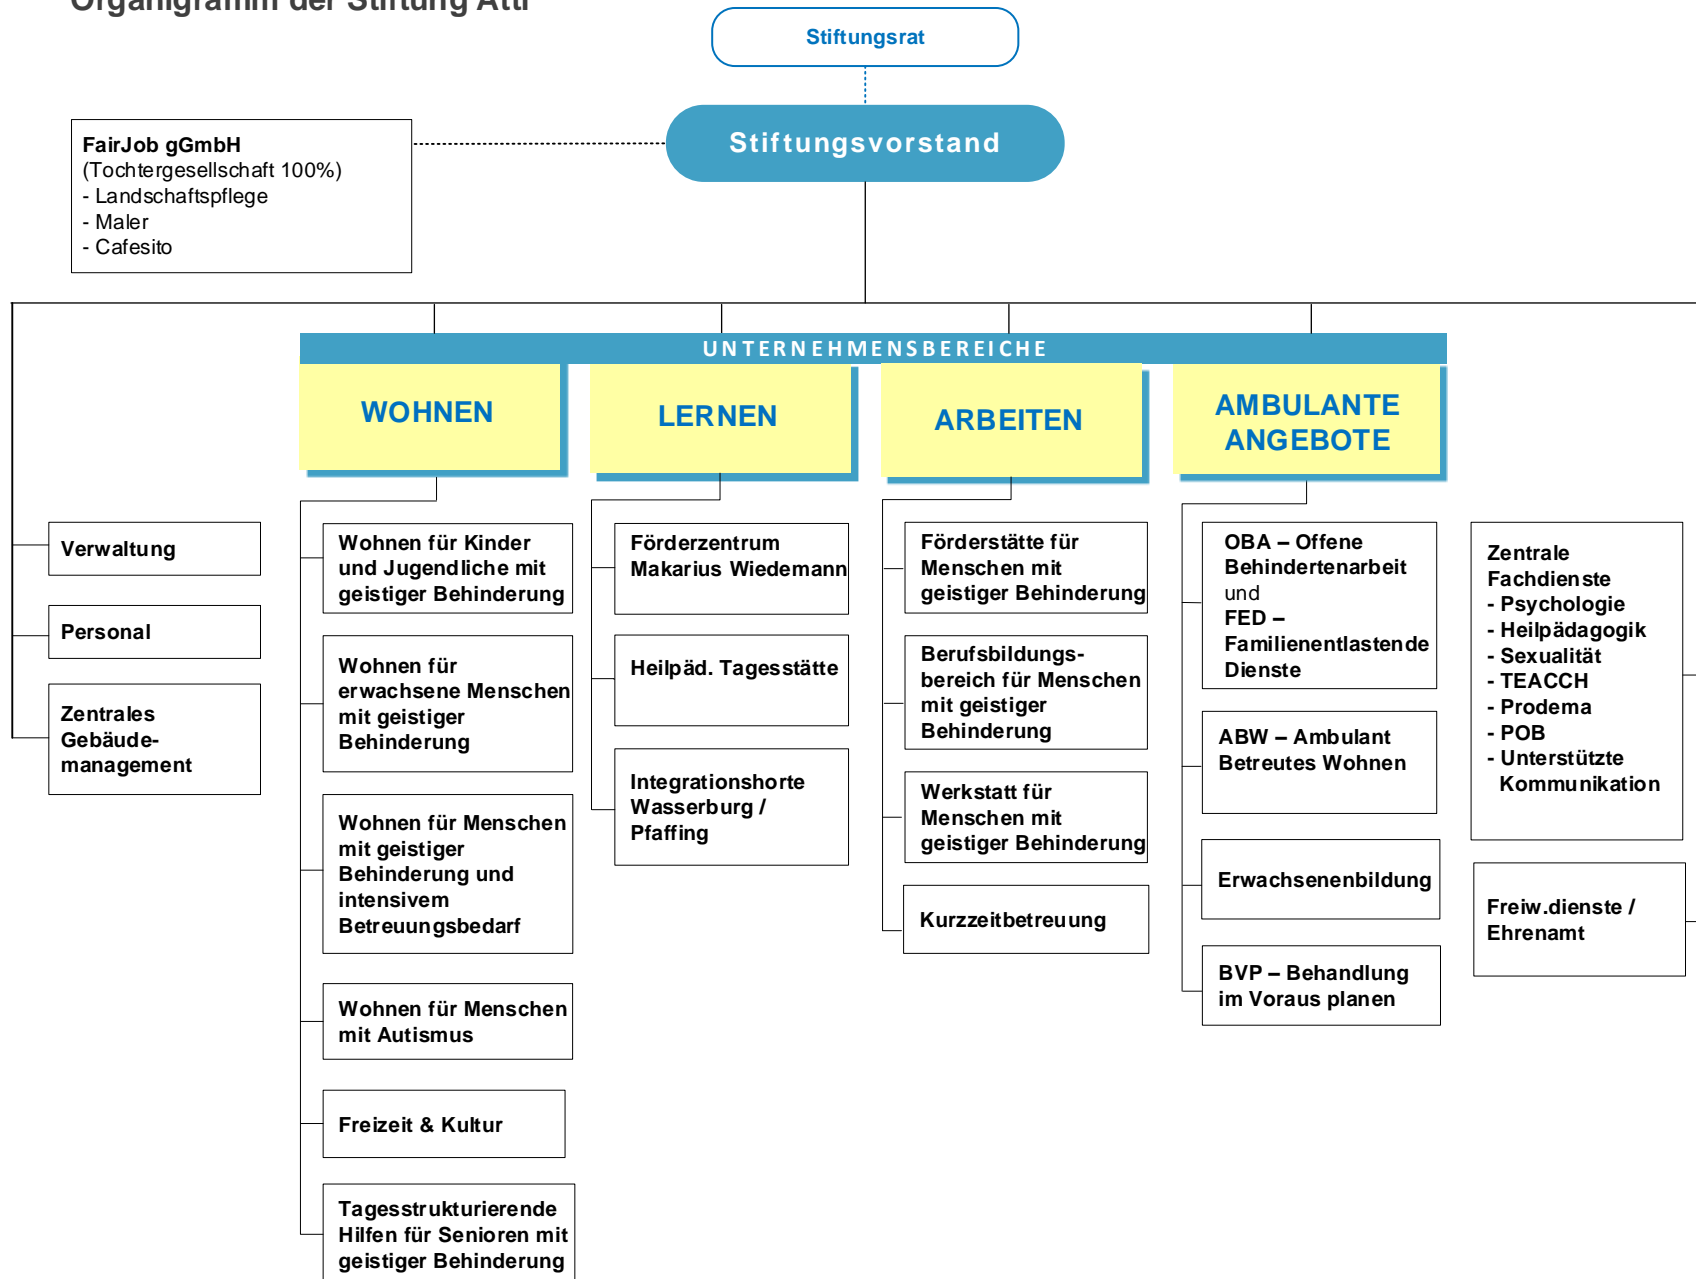 Organigramm der Stiftung Attl
Stiftungsrat
Stiftungsvorstand
FairJob gGmbH
(Tochtergesellschaft 100%)
- Landschaftspflege
- Maler
- Cafesito
UNTERNEHMENSBEREICHE
WOHNEN
LERNEN
ARBEITEN
AMBULANTE
ANGEBOTE
Verwaltung
Personal
Zentrales
Gebäude-
management
Wohnen für Kinder
und Jugendliche mit
geistiger Behinderung
Wohnen für
erwachsene Menschen
mit geistiger
Behinderung
Wohnen für Menschen
mit geistiger
Behinderung und
intensivem
Betreuungsbedarf
Wohnen für Menschen
mit Autismus
Freizeit & Kultur
Tagesstrukturierende
Hilfen für Senioren mit
geistiger Behinderung
Förderzentrum
Makarius Wiedemann
Heilpäd. Tagesstätte
Integrationshorte
Wasserburg /
Pfaffing
Förderstätte für
Menschen mit
geistiger Behinderung
Berufsbildungs-
bereich für Menschen
mit geistiger
Behinderung
Werkstatt für
Menschen mit
geistiger Behinderung
Kurzzeitbetreuung
OBA – Offene
Behindertenarbeit
und
FED –
Familienentlastende
Dienste
ABW – Ambulant
Betreutes Wohnen
Erwachsenenbildung
BVP – Behandlung
im Voraus planen
Zentrale
Fachdienste
- Psychologie
- Heilpädagogik
- Sexualität
- TEACCH
- Prodema
- POB
- Unterstützte
Kommunikation
Freiw.dienste /
Ehrenamt